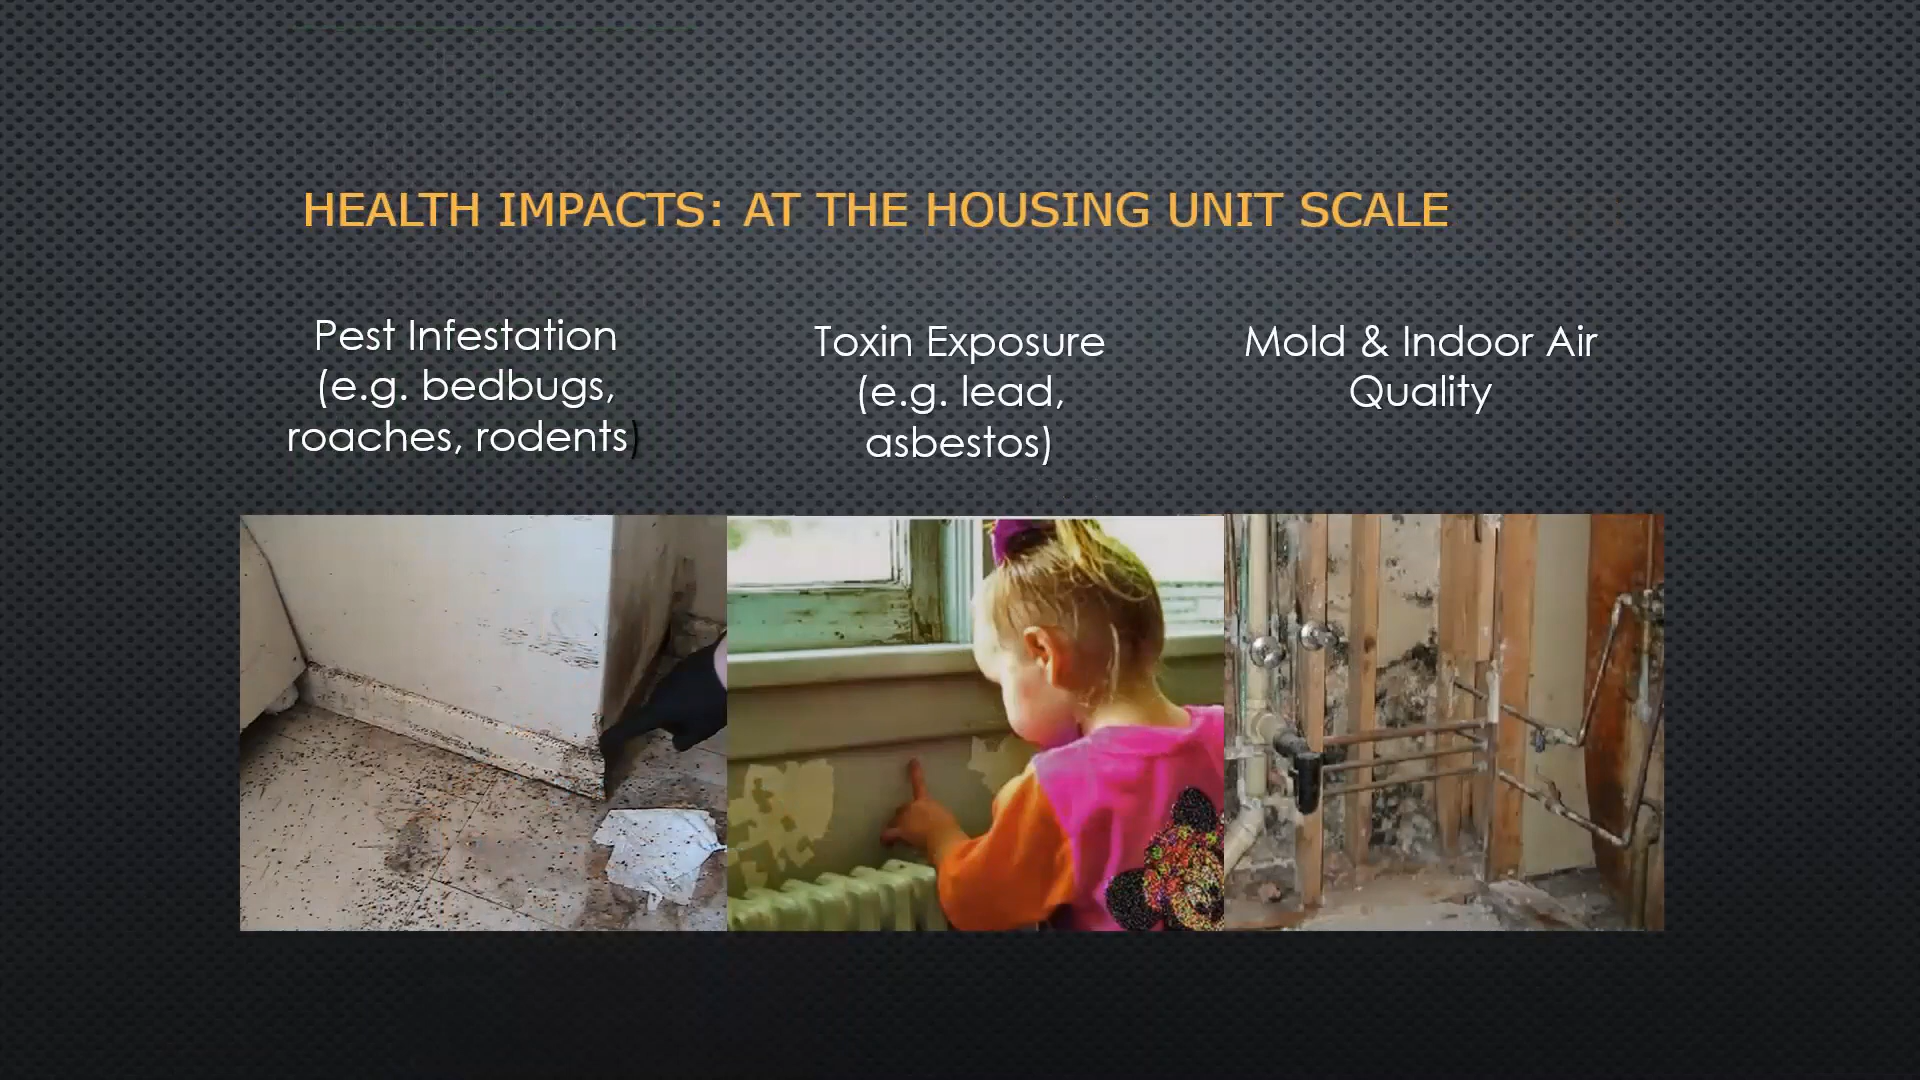 HEALTH IMPACTS: AT THE HOUSING UNIT SCALE
Pest Infestation
(e.g. bedbugs,
roaches, rodents)
Toxin Exposure
(e.g. lead,
asbestos)
Mold & Indoor Air
Quality